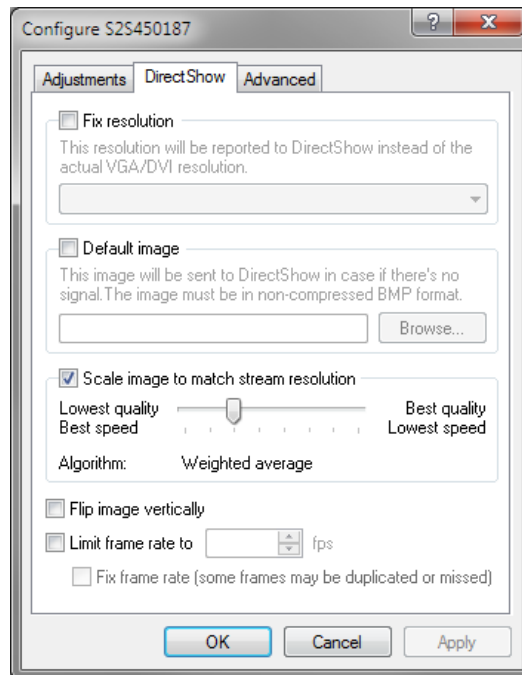 Configure S2S450187
?
X
Adjustments DirectShow Advanced
Fix resolution
This resolution will be reported to DirectShow instead of the
actual VGA/DVI resolution.
Default image
This image will be sent to DirectShow in case if there's no
signal.The image must be in non-compressed BMP format.
Browse...
Scale image to match stream resolution
Lowest quality Best quality
Best speed Lowest speed
Algorithm: Weighted average
Flip image vertically
Limit frame rate to fps
Fix frame rate (some frames may be duplicated or missed)
OK Cancel Apply